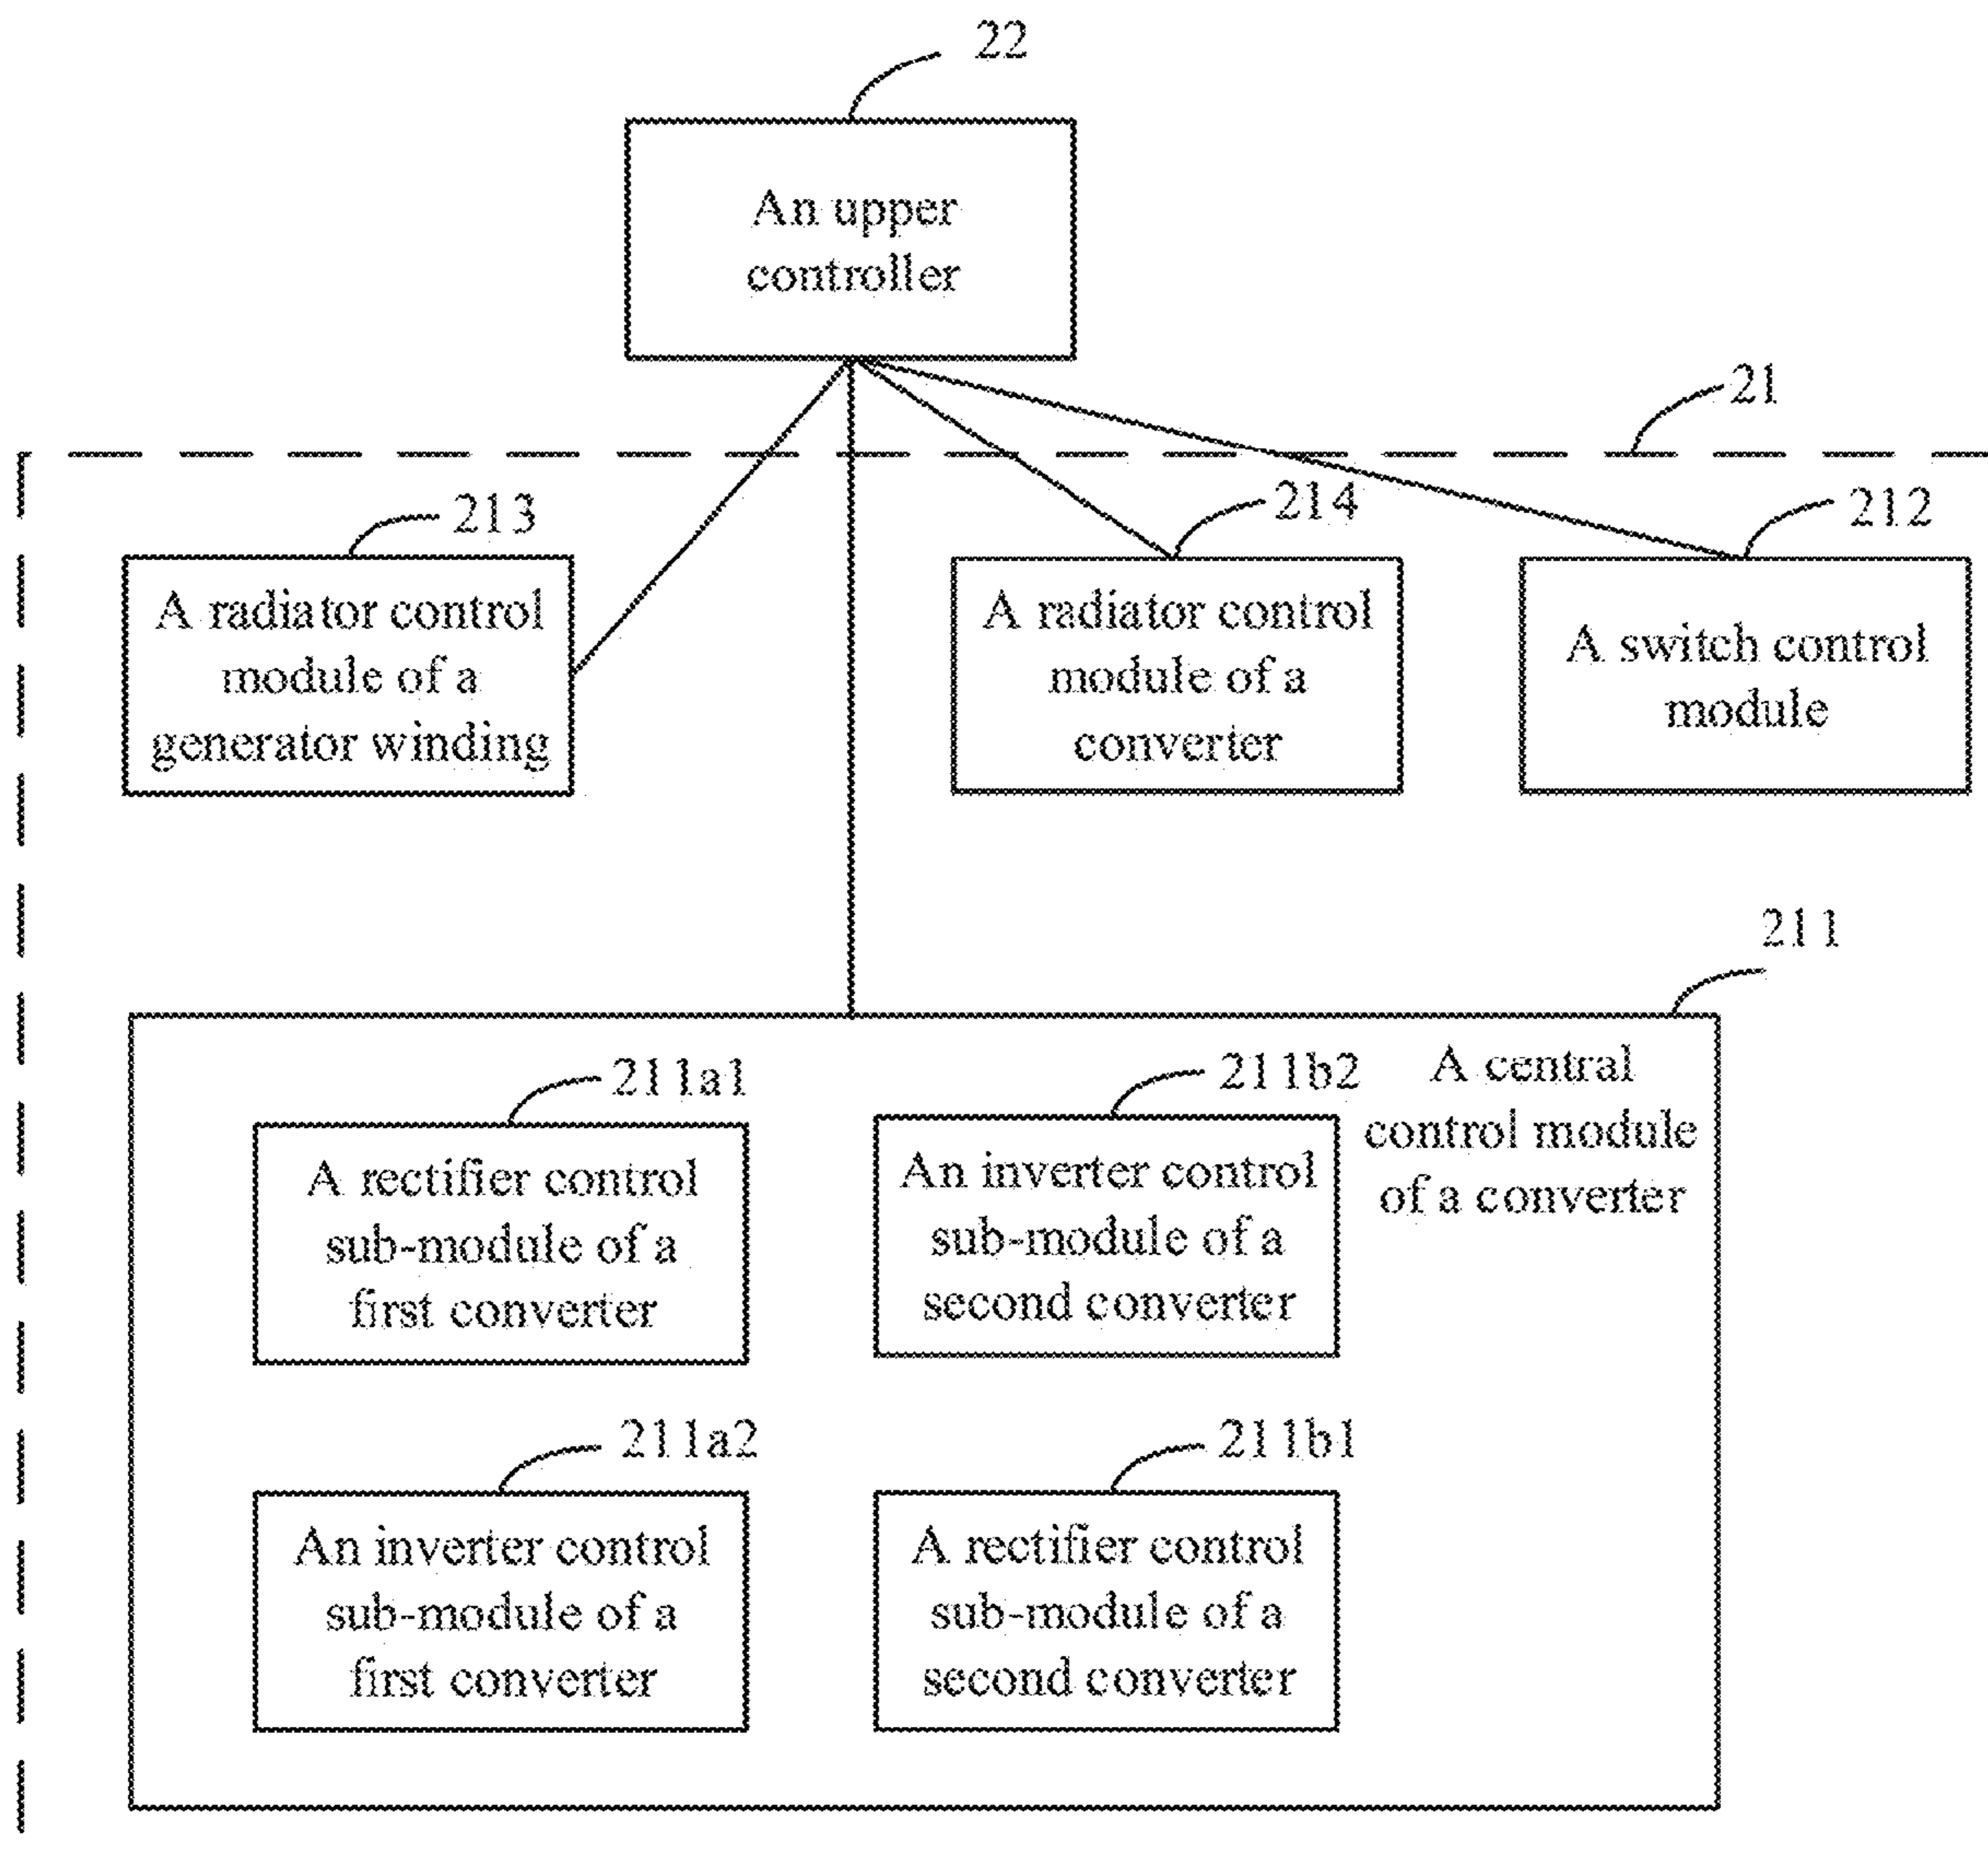 22
An upper
controller
21
213
A radiator control
module of a
generator winding
214
A radiator control
module of a
converter
212
A switch control
module
211
A central
control module
of a converter
211a1
A rectifier control
sub-module of a
first converter
211b2
An inverter control
sub-module of a
second converter
211a2
An inverter control
sub-module of a
first converter
211b1
A rectifier control
sub-module of a
second converter